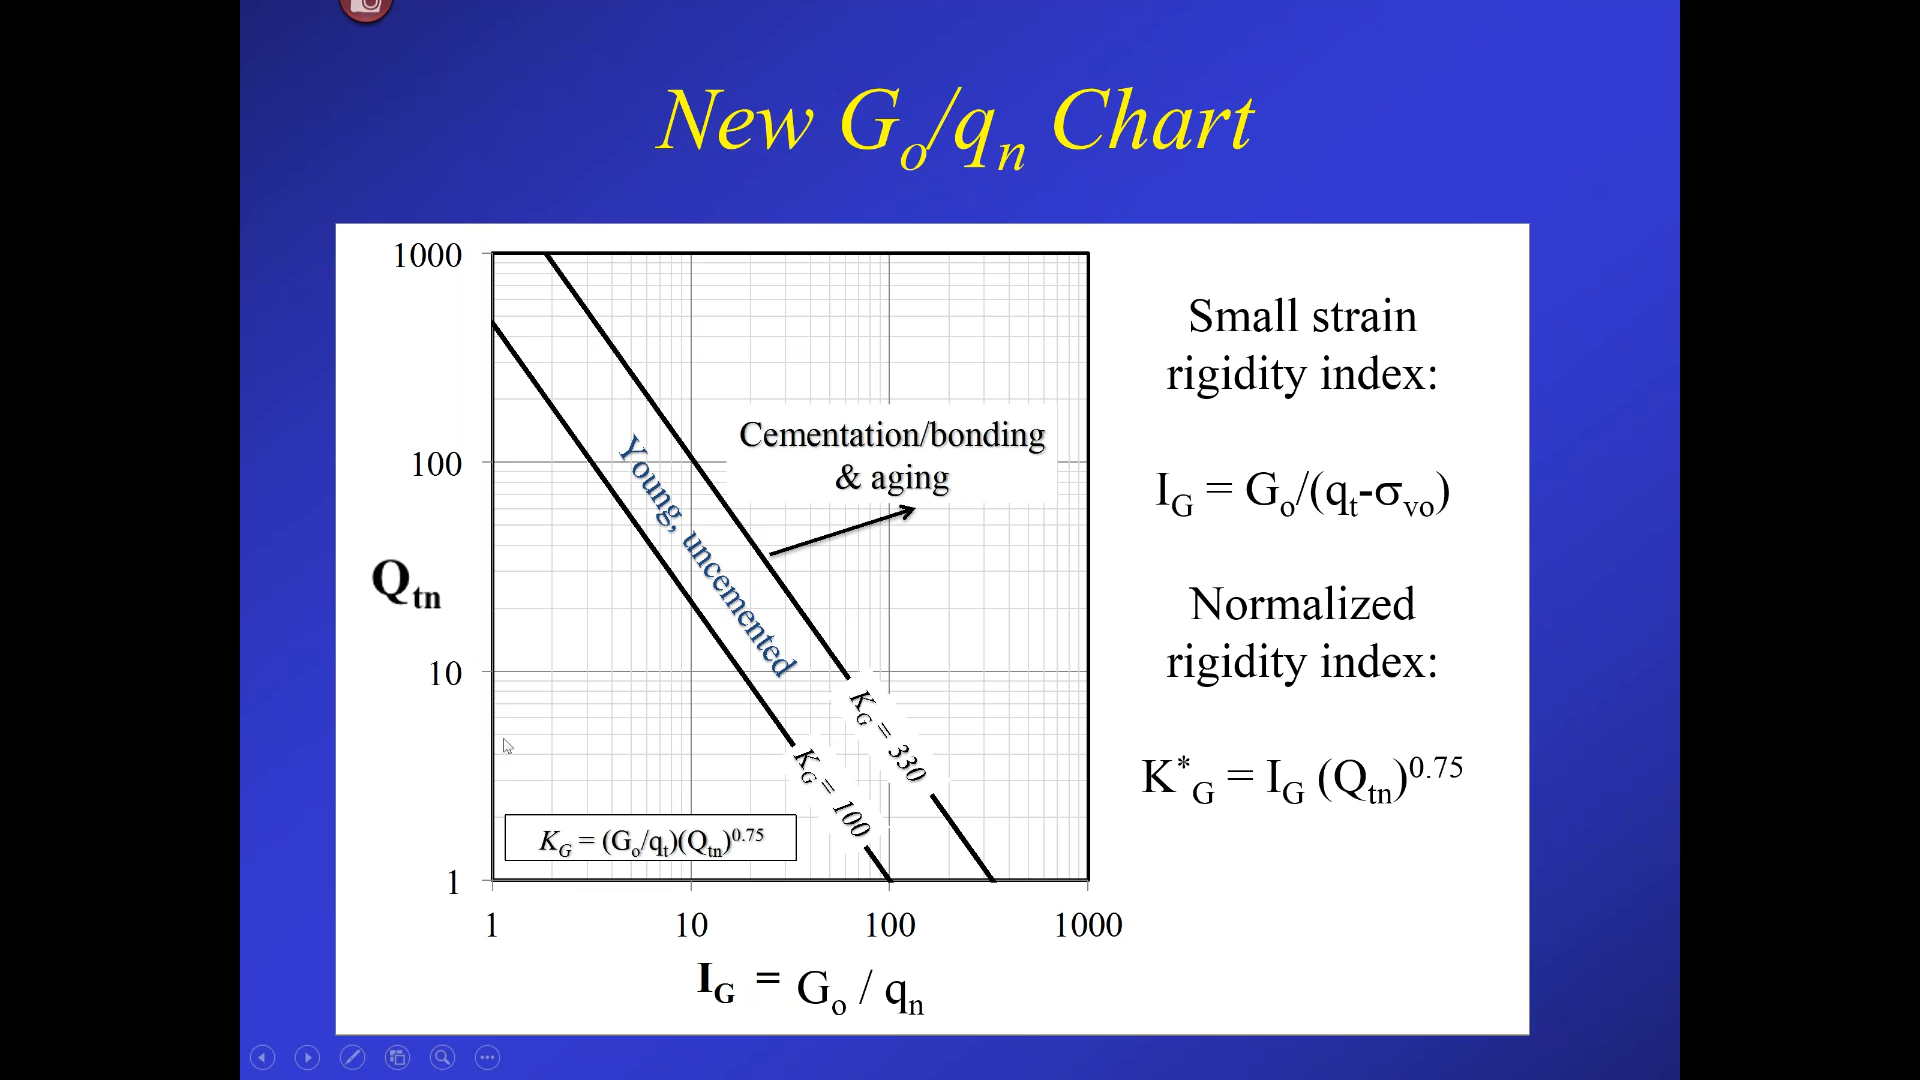 New Go/qn Chart
1000
100
10
1
Qtn
Young, uncemented
Cementation/bonding
& aging
KG = 330
KG = 100
KG = (Go/qt)(Qtn)0.75
1 10 100 1000
IG = Go / qn
Small strain
rigidity index:
IG = Go/(qt-σvo)
Normalized
rigidity index:
K*G = IG (Qtn)0.75